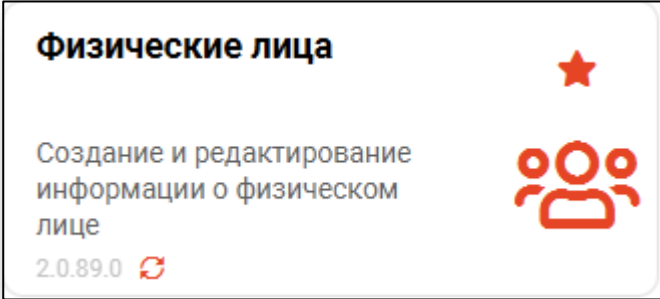 Физические лица
Создание и редактирование
информации о физическом
лице
2.0.89.0